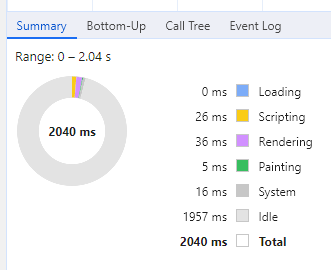 Summary Bottom-Up Call Tree Event Log
Range: 0 – 2.04 s
2040 ms
0 ms Loading
26 ms Scripting
36 ms Rendering
5 ms Painting
16 ms System
1957 ms Idle
2040 ms Total